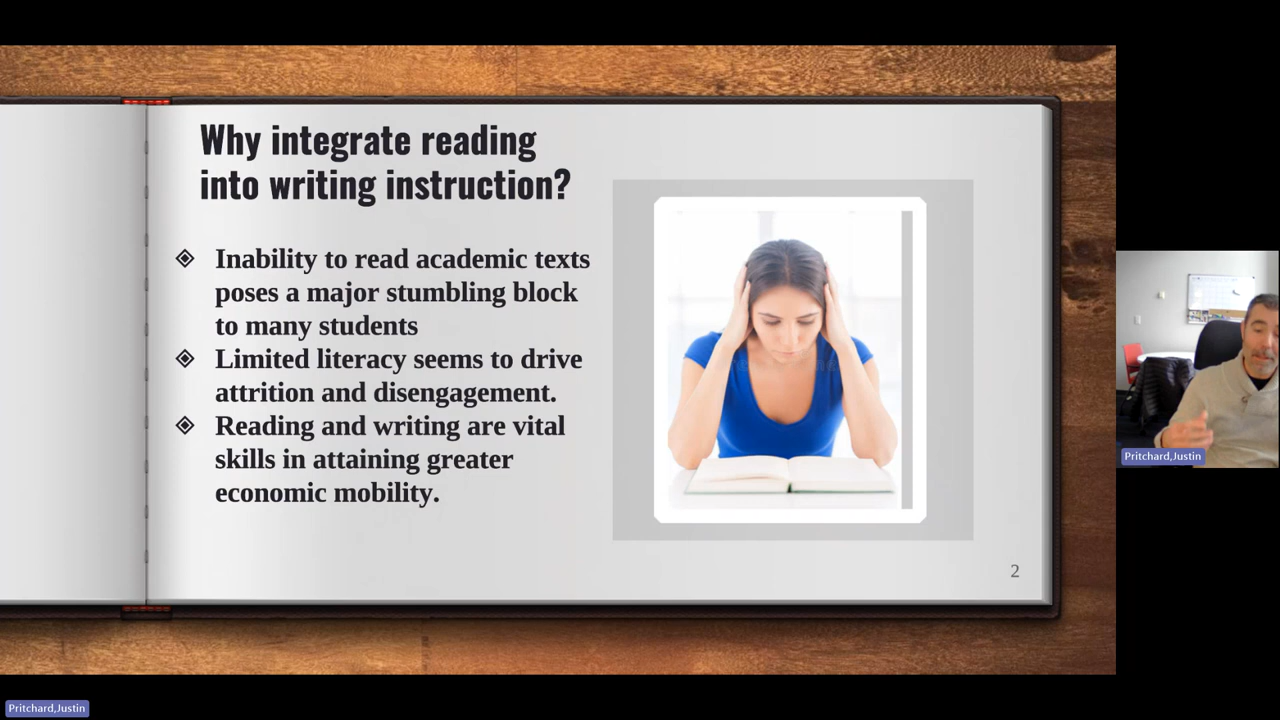 Why integrate reading
into writing instruction?
Inability to read academic texts
poses a major stumbling block
to many students
Limited literacy seems to drive
attrition and disengagement.
Reading and writing are vital
skills in attaining greater
economic mobility.
2
Pritchard,Justin
Pritchard,Justin